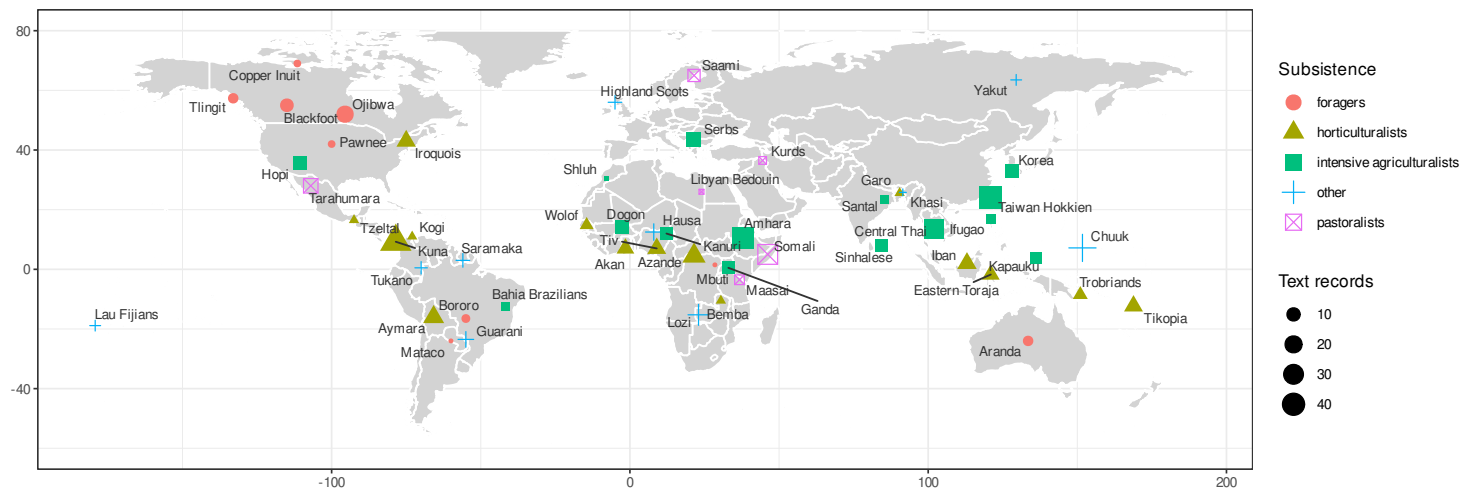 80
40
0
-40
-100
0
100
200
Copper Inuit
Tlingit
Blackfoot
Ojibwa
Pawnee
Iroquois
Hopi
Tarahumara
Tzeltal
Kogi
Kuna
Saramaka
Tukano
Lau Fijians
Bahia Brazilians
Bororo
Aymara
Guarani
Mataco
Saami
Highland Scots
Yakut
Serbs
Kurds
Shluh
Libyan Bedouin
Wolof
Dogon
Hausa
Amhara
Tiv
Kanuri
Somali
Akan
Azande
Mbuti
Maasai
Ganda
Lozi
Bemba
Korea
Garo
Santal
Khasi
Taiwan Hokkien
Central Thai
Ifugao
Sinhalese
Chuuk
Iban
Kapauku
Eastern Toraja
Trobriands
Tikopia
Aranda
Subsistence
foragers
horticulturalists
intensive agriculturalists
other
pastoralists
Text records
10
20
30
40